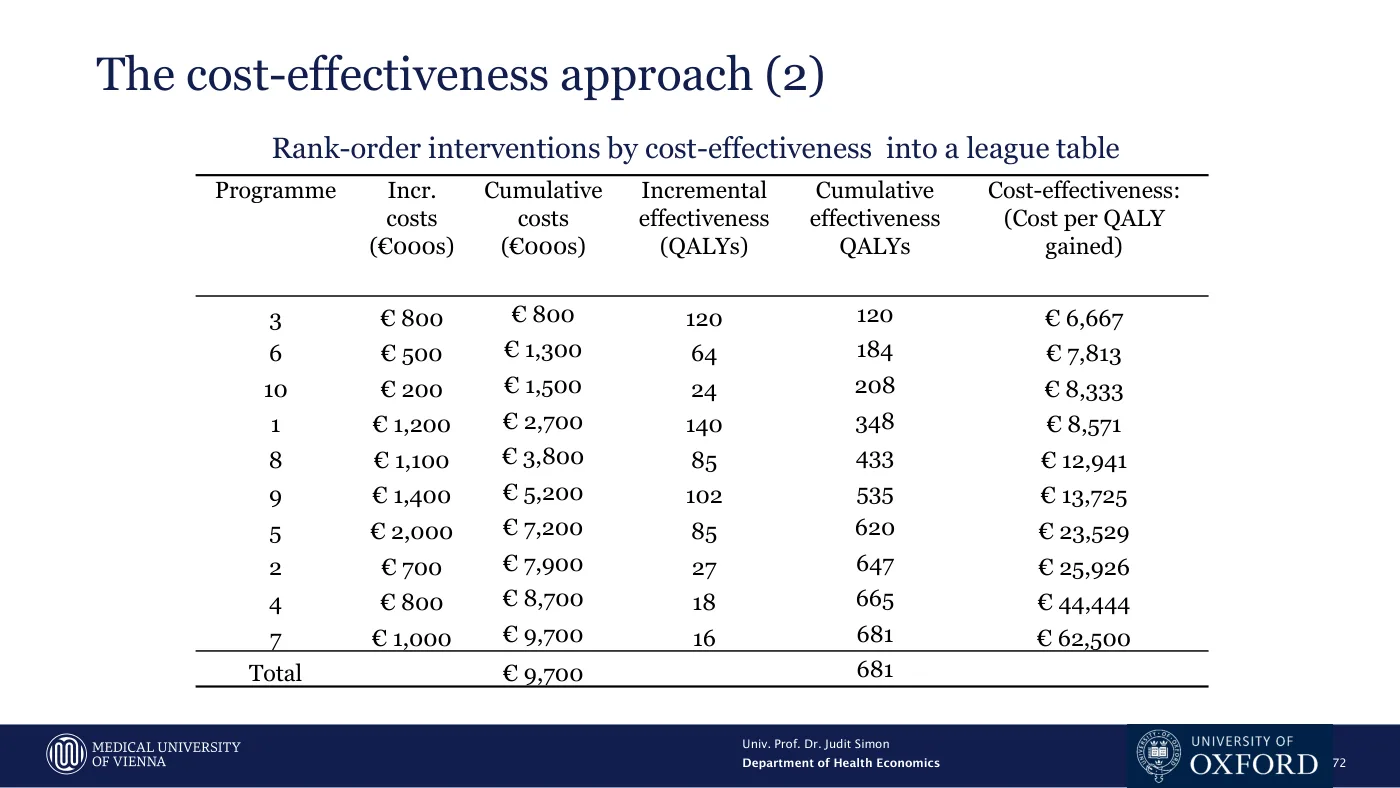 The cost-effectiveness approach (2)
Rank-order interventions by cost-effectiveness into a league table
Programme Incr. costs (€000s) Cumulative costs (€000s) Incremental effectiveness (QALYs) Cumulative effectiveness QALYs Cost-effectiveness: (Cost per QALY gained)
3 € 800 € 800 120 120 € 6,667
6 € 500 € 1,300 64 184 € 7,813
10 € 200 € 1,500 24 208 € 8,333
1 € 1,200 € 2,700 140 348 € 8,571
8 € 1,100 € 3,800 85 433 € 12,941
9 € 1,400 € 5,200 102 535 € 13,725
5 € 2,000 € 7,200 85 620 € 23,529
2 € 700 € 7,900 27 647 € 25,926
4 € 800 € 8,700 18 665 € 44,444
7 € 1,000 € 9,700 16 681 € 62,500
Total € 9,700 681
MEDICAL UNIVERSITY
OF VIENNA
Univ. Prof. Dr. Judit Simon
Department of Health Economics
UNIVERSITY OF
OXFORD
72